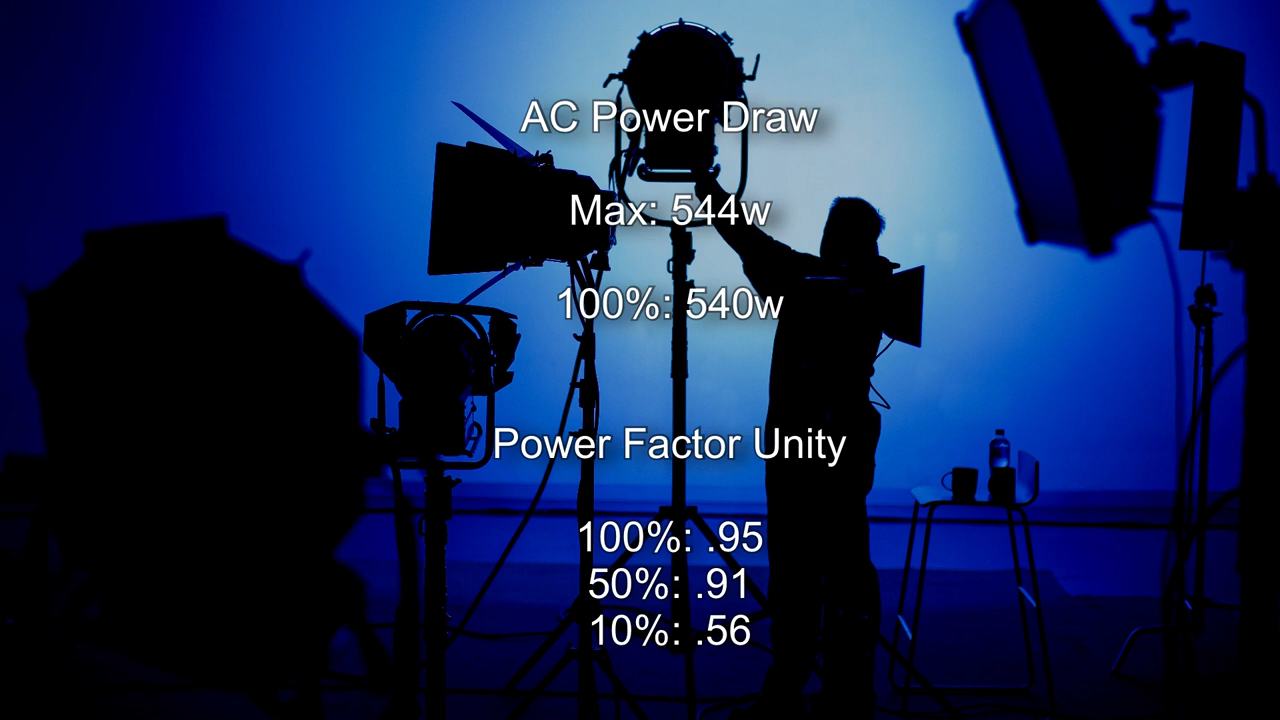 AC Power Draw
Max: 544w
100%: 540w
Power Factor Unity
100%: .95
50%: .91
10%: .56